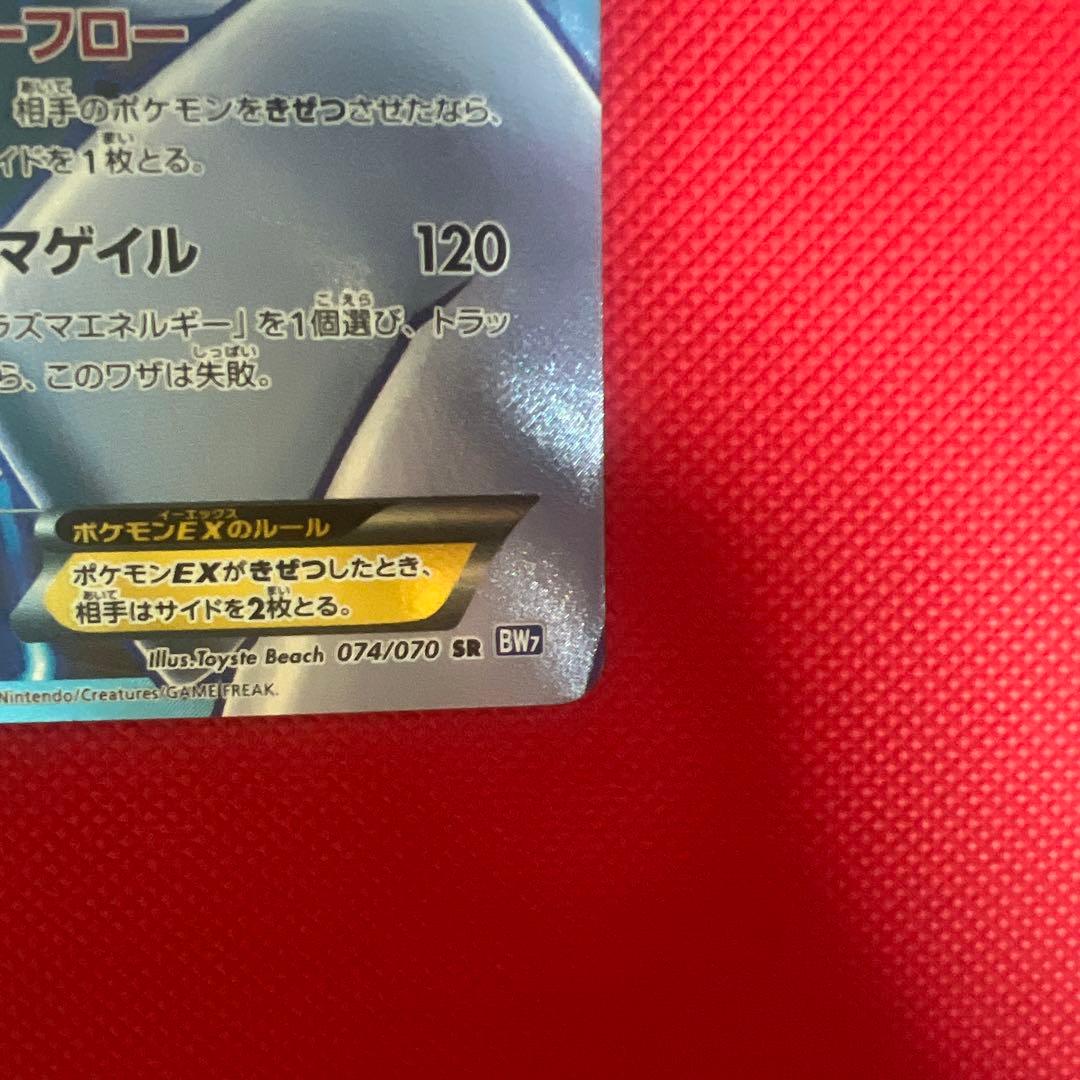 ーフロー
相手のポケモンをきぜつさせたなら、
イドを1枚とる。
マゲイル 120
ラズマエネルギー」を1個選び、トラッ
ら、このワザは失敗。
ポケモンEXのルール
ポケモンEXがきぜつしたとき、
相手はサイドを2枚とる。
Illus.Toyste Beach 074/070 SR BW7
Nintendo/Creatures/GAME FREAK.